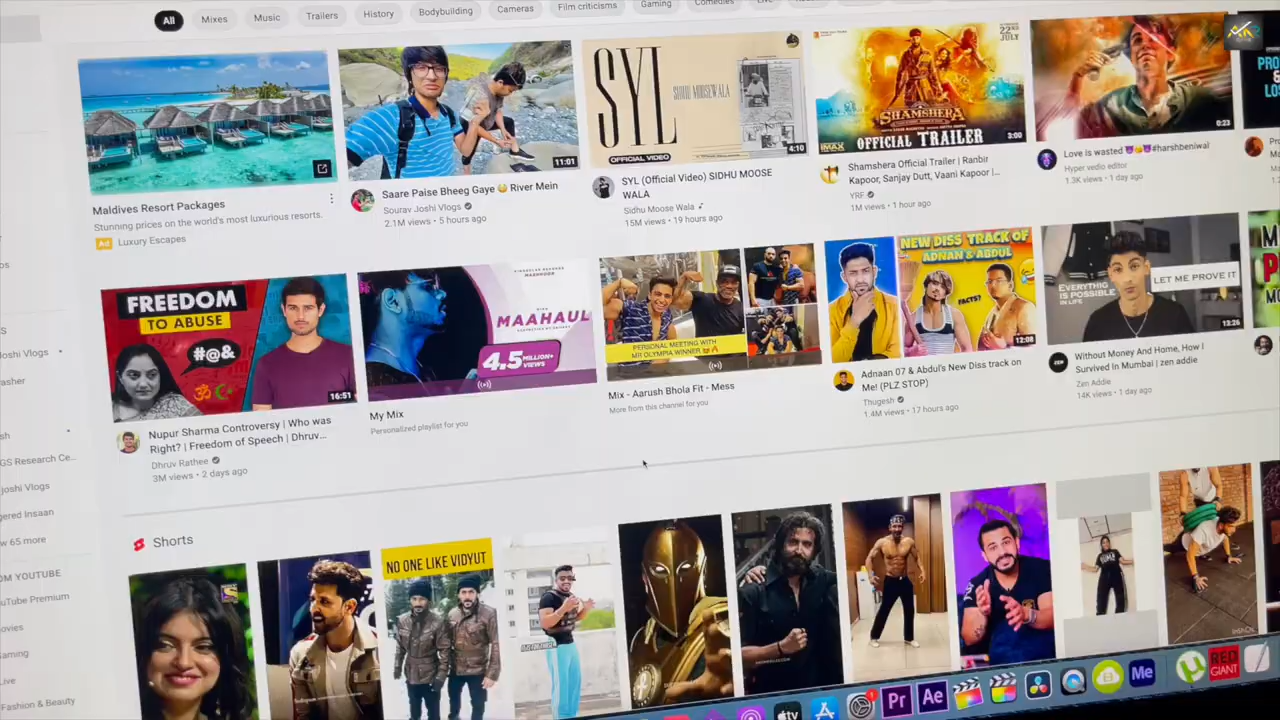 All
Mixes
Music
Trailers
History
Bodybuilding
Cameras
Film criticisms
Gaming
Comedies
Live
11:01
SYL
SIDHU MOOSEWALA
OFFICIAL VIDEO
4:10
22ND
JULY
SHAMSHERA
OFFICIAL TRAILER
IMAX
3:00
0:23
Maldives Resort Packages
Stunning prices on the world's most luxurious resorts.
Ad Luxury Escapes
Saare Paise Bheeg Gaye 😳 River Mein
Sourav Joshi Vlogs
2.1M views • 5 hours ago
SYL (Official Video) SIDHU MOOSE
WALA
Sidhu Moose Wala
15M views • 19 hours ago
Shamshera Official Trailer | Ranbir
Kapoor, Sanjay Dutt, Vaani Kapoor |...
YRF
1M views • 1 hour ago
Love is wasted 😈😈😈#harshbeniwal
Hyper vedio editor
1.3K views • 1 day ago
FREEDOM
TO ABUSE
#@&
16:51
MAAHAUL
4.5 MILLION+
VIEWS
PERSONAL MEETING WITH
MR OLYMPIA WINNER
NEW DISS TRACK OF
ADNAN & ABDUL
FACTS?
12:08
EVERYTHING
IS POSSIBLE
IN LIFE
LET ME PROVE IT
13:26
Nupur Sharma Controversy | Who was
Right? | Freedom of Speech | Dhruv...
Dhruv Rathee
3M views • 2 days ago
My Mix
Personalized playlist for you
Mix - Aarush Bhola Fit - Mess
More from this channel for you
Adnaan 07 & Abdul's New Diss track on
Me! (PLZ STOP)
Thugesh
1.4M views • 17 hours ago
ZEN
Without Money And Home, How I
Survived In Mumbai | zen addie
Zen Addie
14K views • 1 day ago
Joshi Vlogs
GS Research Ce...
Joshi Vlogs
gered Insaan
w 65 more
OM YOUTUBE
uTube Premium
ovies
aming
Live
Fashion & Beauty
Shorts
NO ONE LIKE VIDYUT
tv
Pr
Ae
Me
RED
GIANT